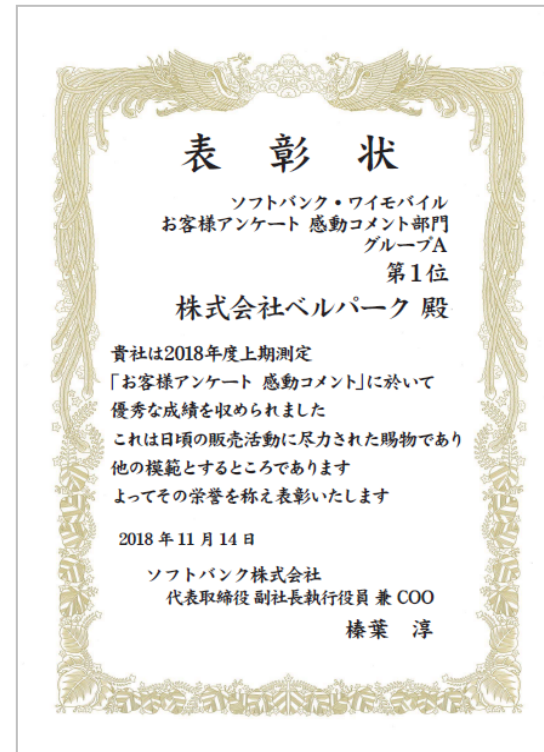 表 彰 状
ソフトバンク・ワイモバイル
お客様アンケート 感動コメント部門
グループA
第1位
株式会社ベルパーク 殿
貴社は2018年度上期測定
「お客様アンケート 感動コメント」に於いて
優秀な成績を収められました
これは日頃の販売活動に尽力された賜物であり
他の模範とするところであります
よってその栄誉を称え表彰いたします
2018 年 11 月 14 日
ソフトバンク株式会社
代表取締役 副社長執行役員 兼 COO
榛葉 淳